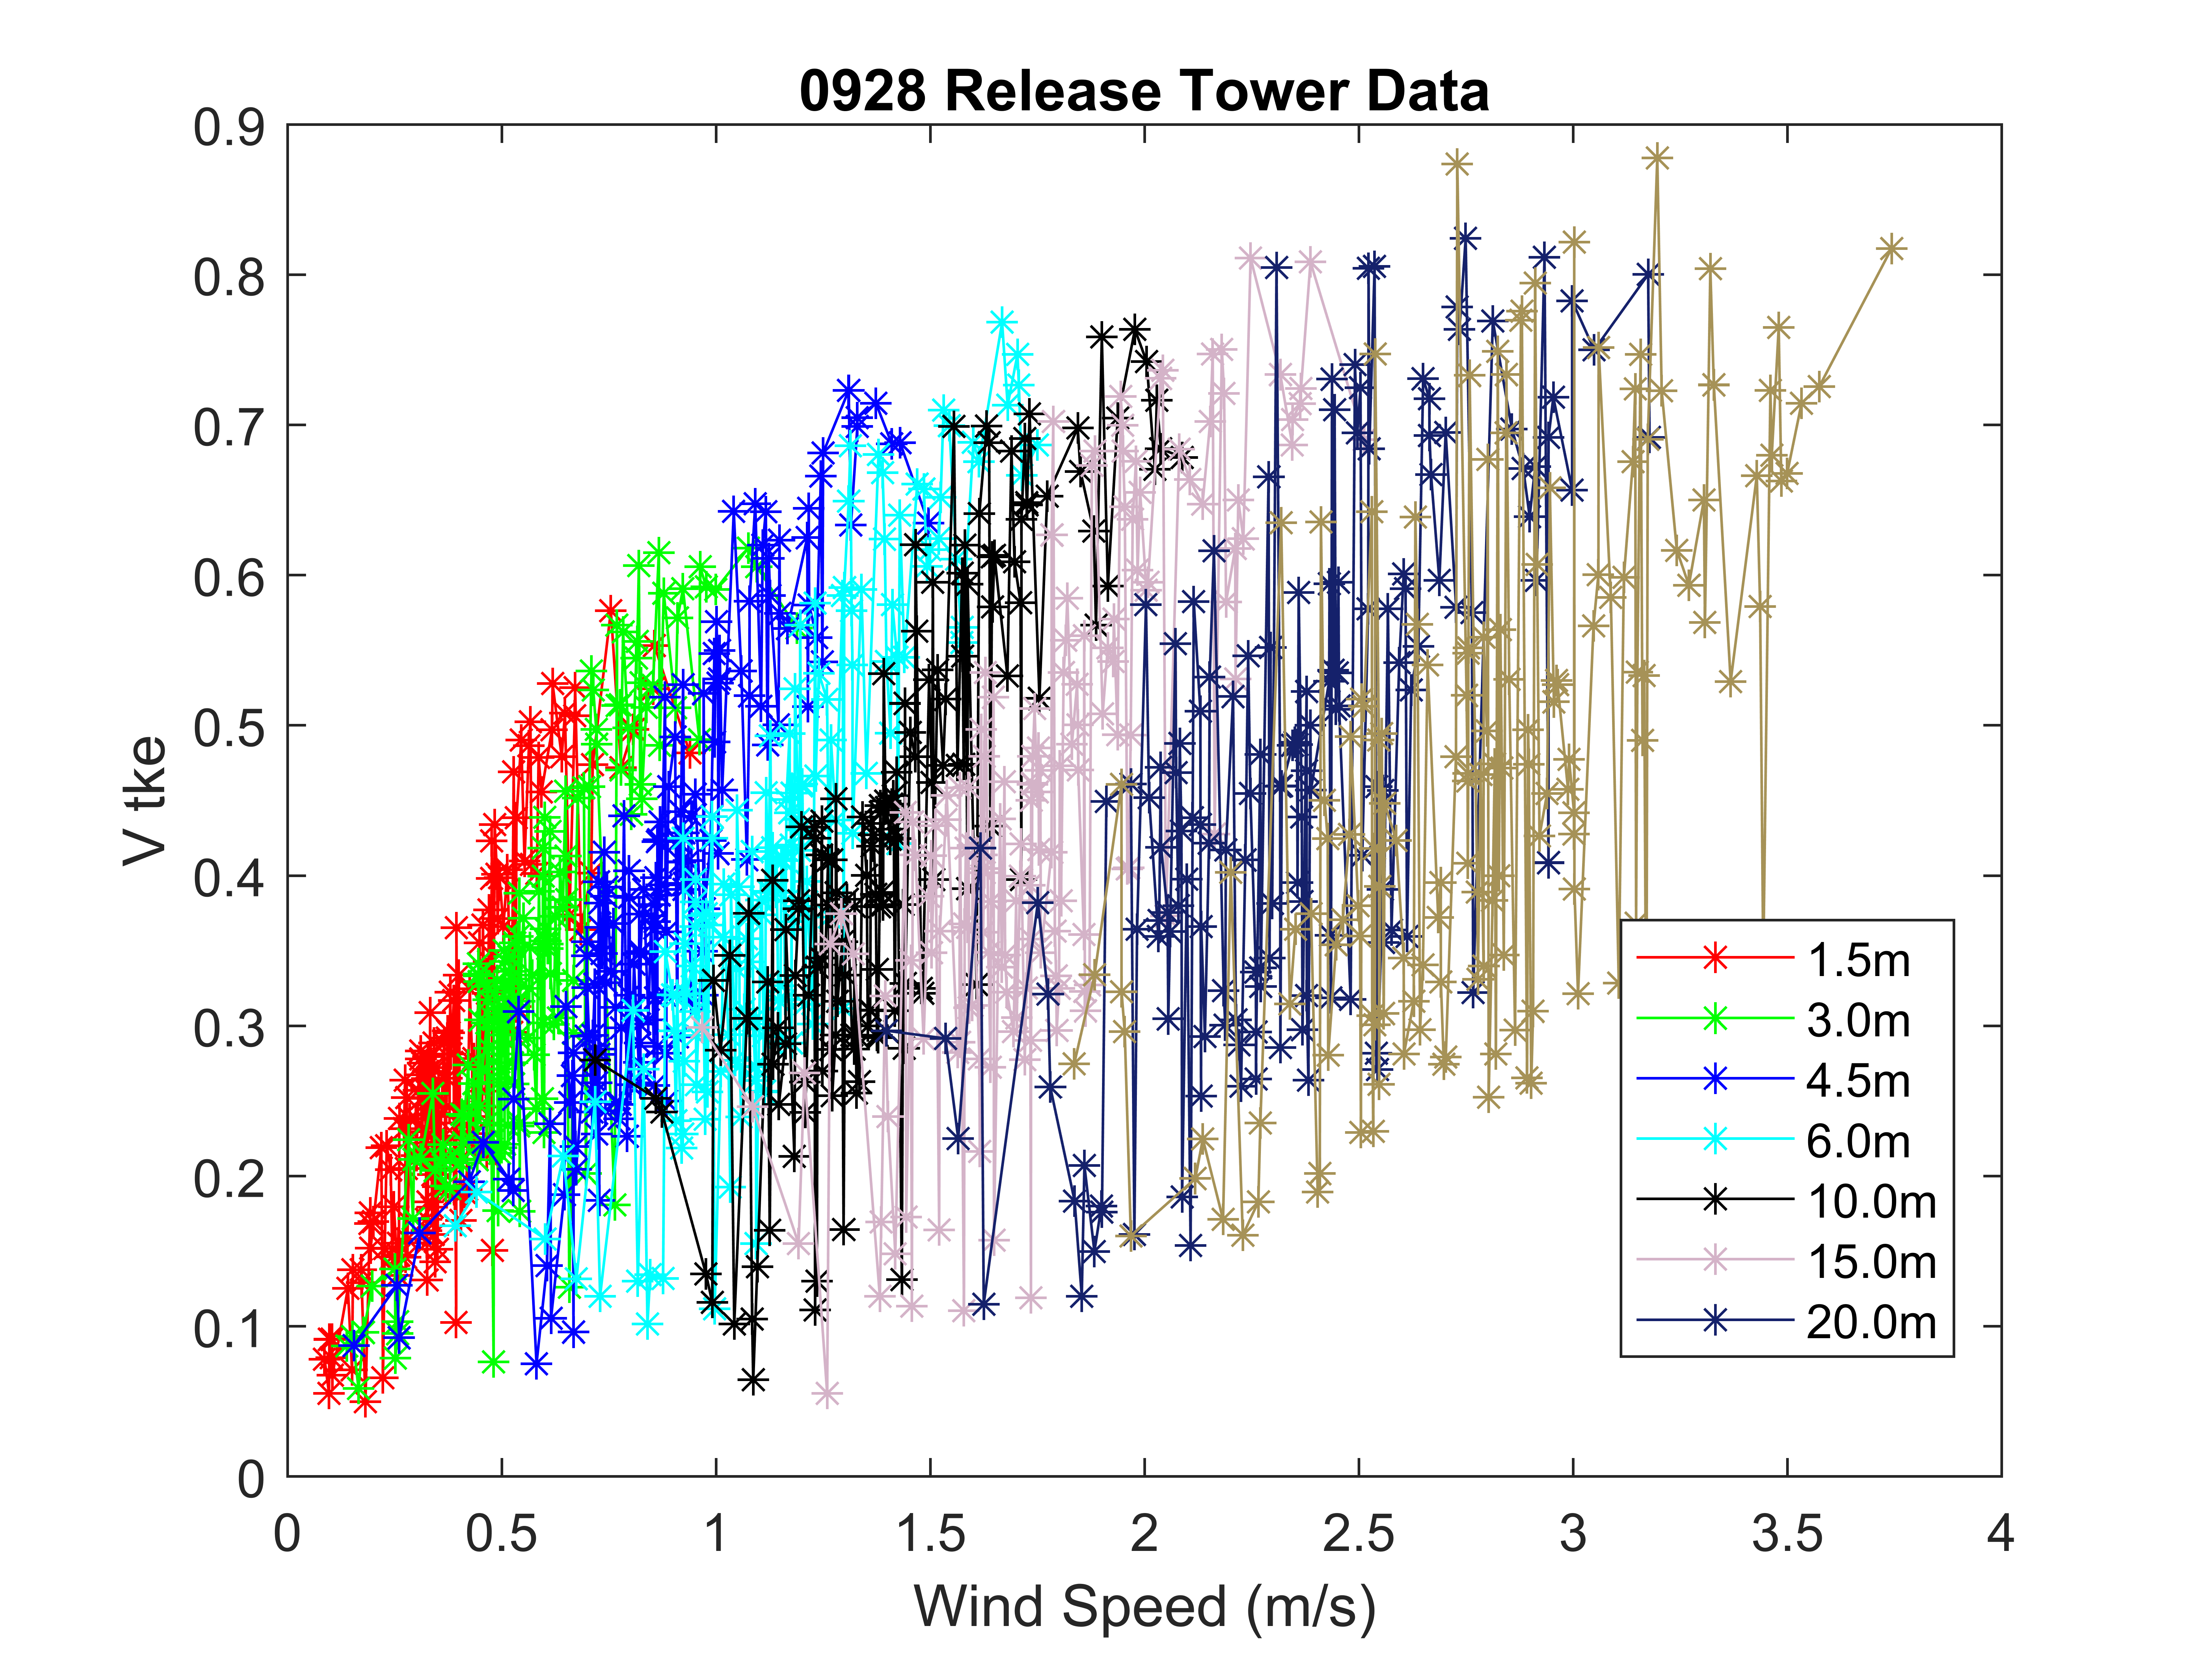 0928 Release Tower Data
0.9
0.8
0.7
0.6
0.5
0.4
0.3
0.2
0.1
0
V tke
0 0.5 1 1.5 2 2.5 3 3.5 4
Wind Speed (m/s)
1.5m
3.0m
4.5m
6.0m
10.0m
15.0m
20.0m